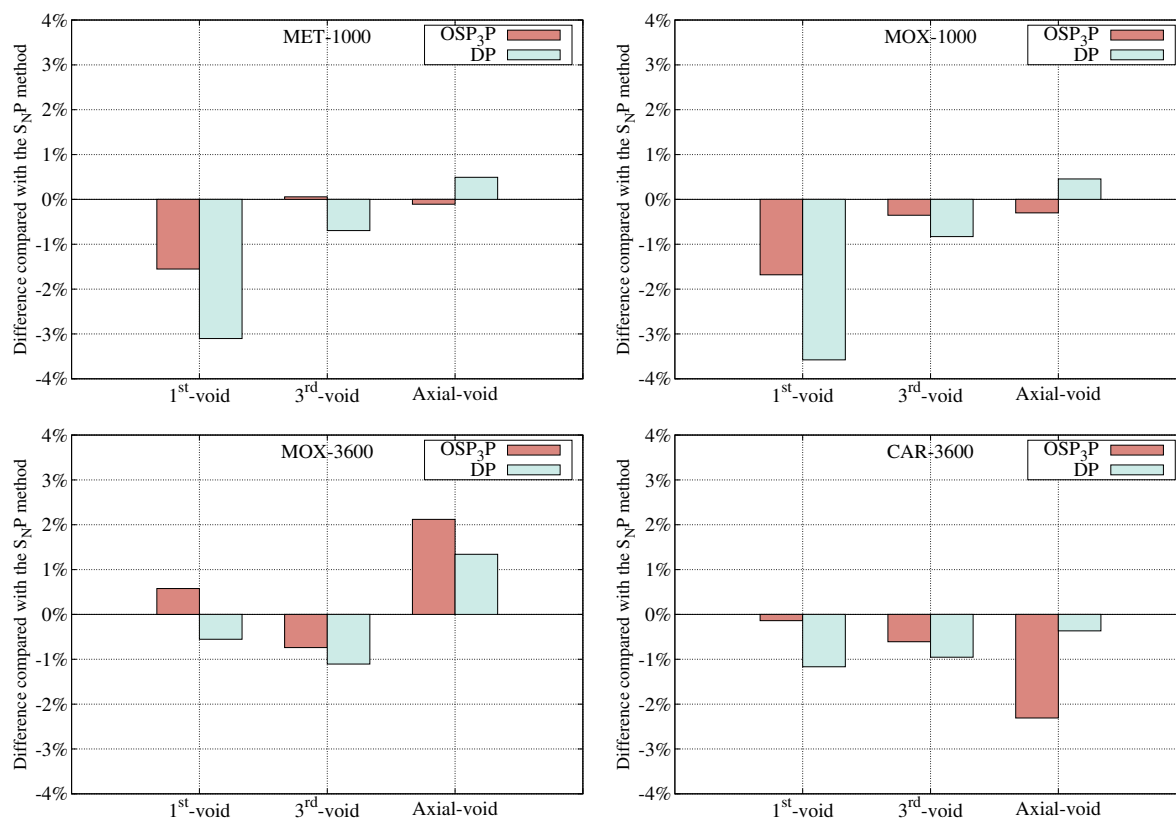 MET-1000
OSP3P
DP
4%
3%
2%
1%
0%
-1%
-2%
-3%
-4%
Difference compared with the SNP method
1st-void
3rd-void
Axial-void
MOX-1000
OSP3P
DP
4%
3%
2%
1%
0%
-1%
-2%
-3%
-4%
Difference compared with the SNP method
1st-void
3rd-void
Axial-void
MOX-3600
OSP3P
DP
4%
3%
2%
1%
0%
-1%
-2%
-3%
-4%
Difference compared with the SNP method
1st-void
3rd-void
Axial-void
CAR-3600
OSP3P
DP
4%
3%
2%
1%
0%
-1%
-2%
-3%
-4%
Difference compared with the SNP method
1st-void
3rd-void
Axial-void